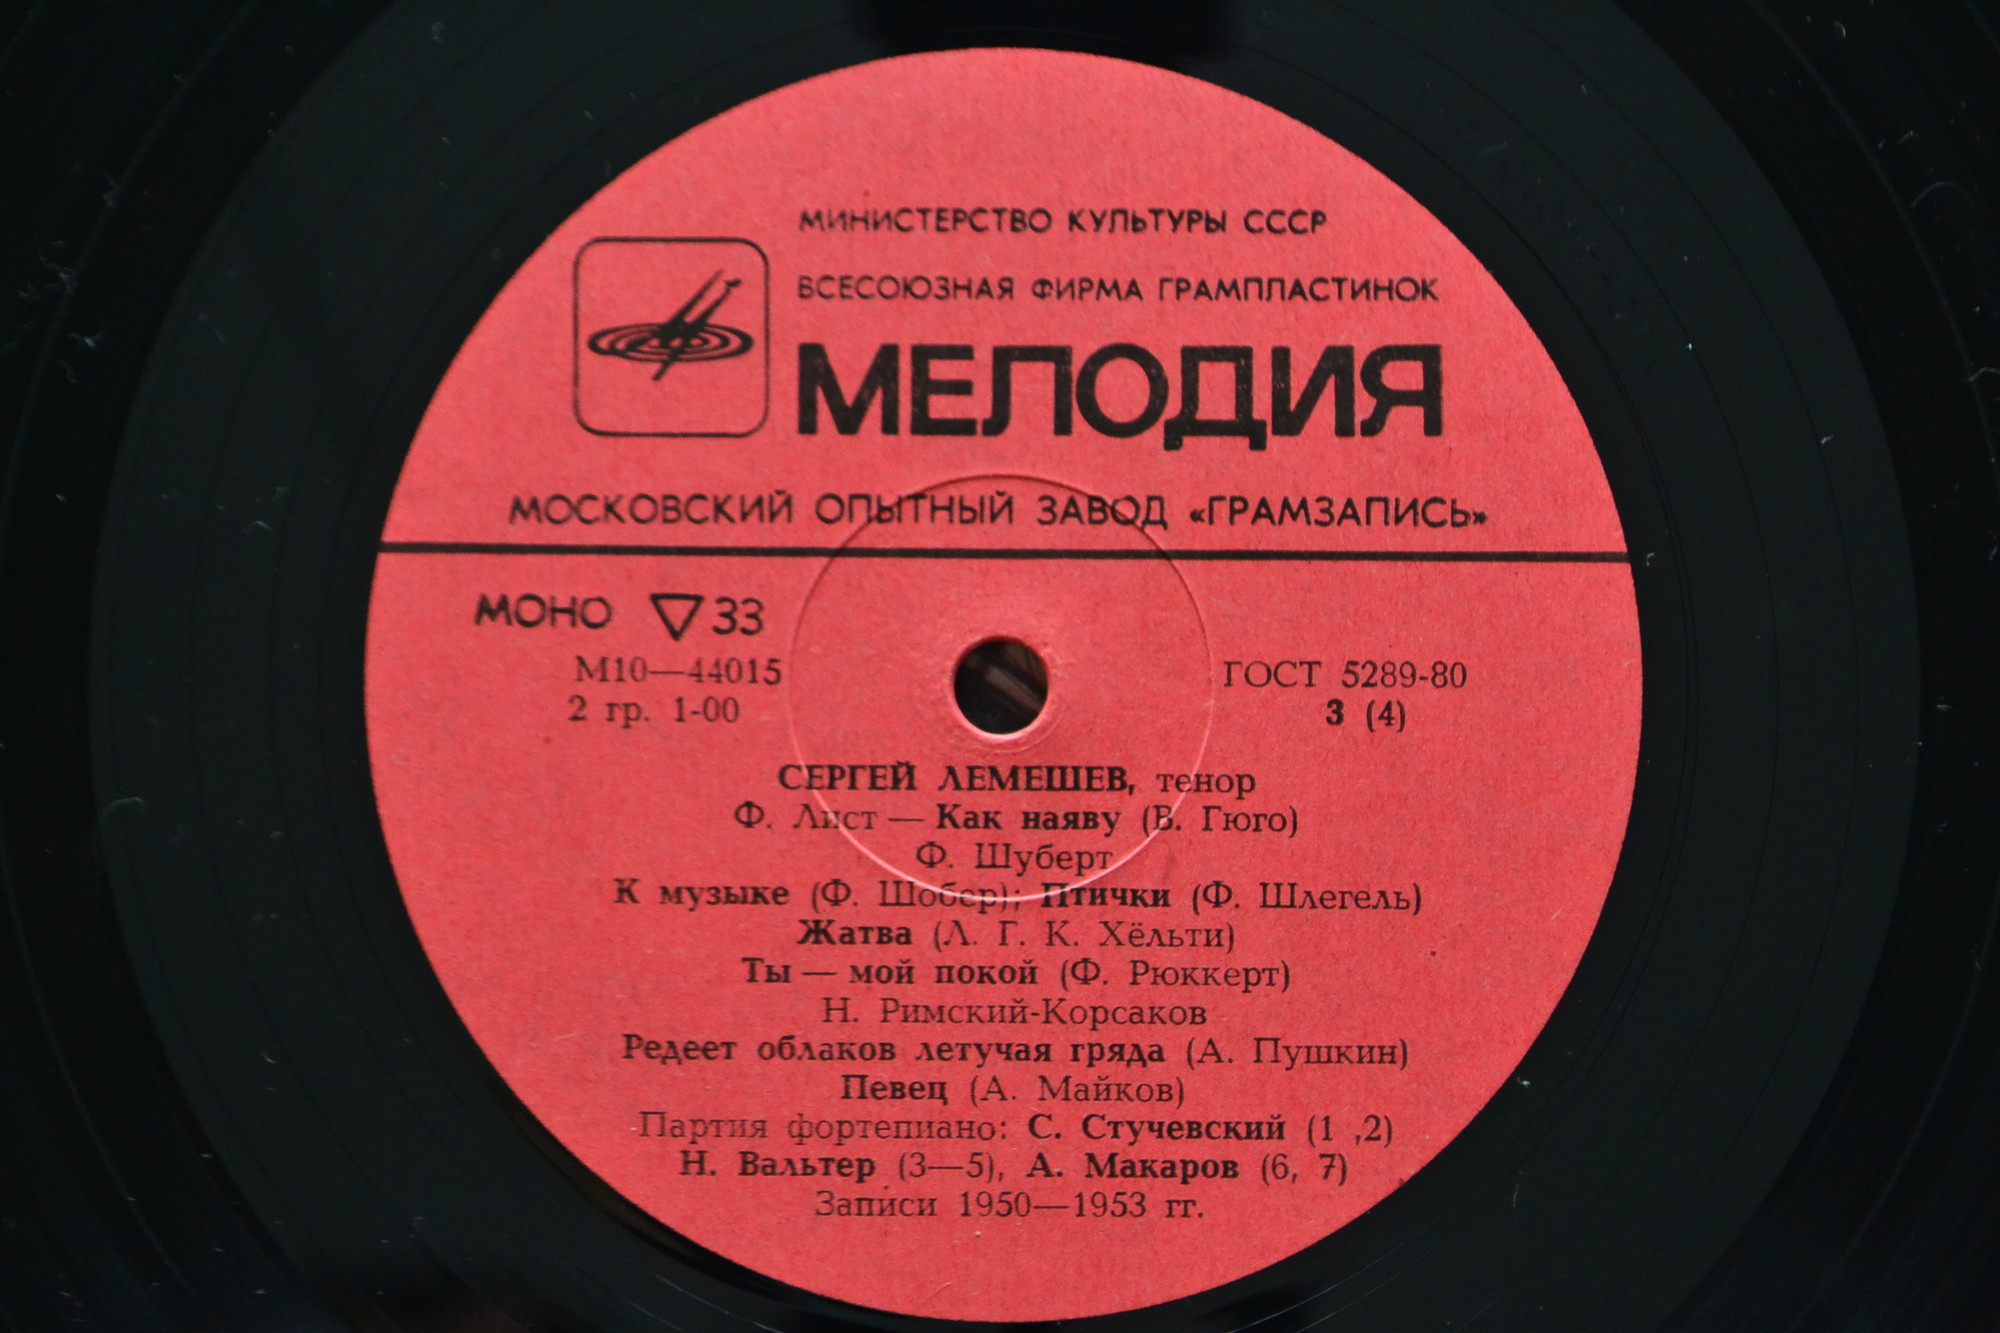 МИНИСТЕРСТВО КУЛЬТУРЫ СССР
ВСЕСОЮЗНАЯ ФИРМА ГРАМПЛАСТИНОК
МЕЛОДИЯ
МОСКОВСКИЙ ОПЫТНЫЙ ЗАВОД «ГРАМЗАПИСЬ»
МОНО ▽33
М10—44015
2 гр. 1-00
ГОСТ 5289-80
3 (4)
СЕРГЕЙ ЛЕМЕШЕВ, тенор
Ф. Лист — Как наяву (В. Гюго)
Ф. Шуберт
К музыке (Ф. Шобер); Птички (Ф. Шлегель)
Жатва (Л. Г. К. Хёльти)
Ты — мой покой (Ф. Рюккерт)
Н. Римский-Корсаков
Редеет облаков летучая гряда (А. Пушкин)
Певец (А. Майков)
Партия фортепиано: С. Стучевский (1 ,2)
Н. Вальтер (3—5), А. Макаров (6, 7)
Записи 1950—1953 гг.